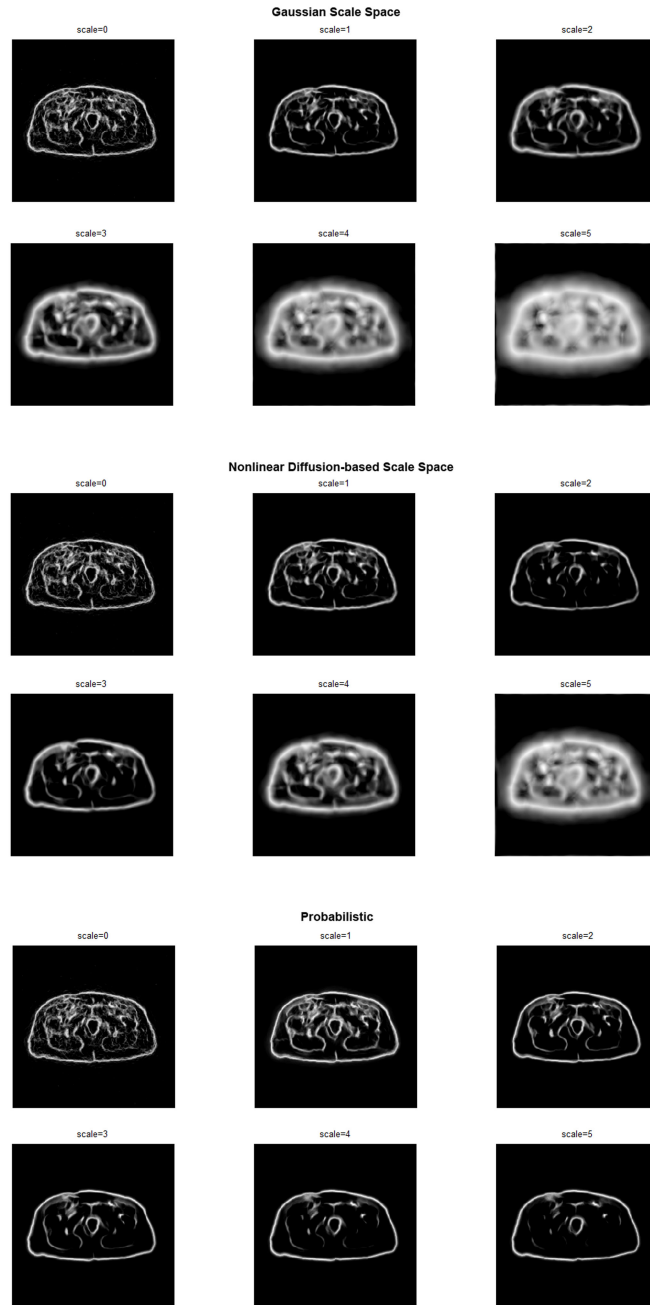 Gaussian Scale Space
scale=0 scale=1 scale=2
scale=3 scale=4 scale=5
Nonlinear Diffusion-based Scale Space
scale=0 scale=1 scale=2
scale=3 scale=4 scale=5
Probabilistic
scale=0 scale=1 scale=2
scale=3 scale=4 scale=5